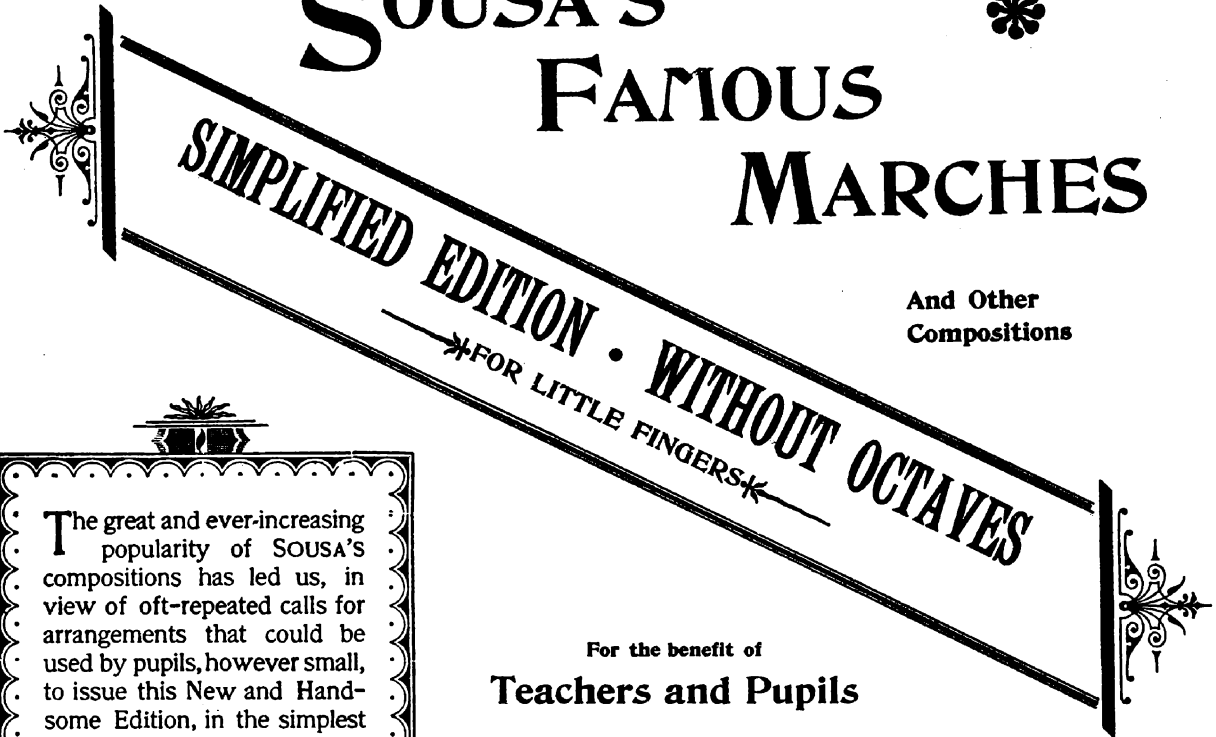 SOUSA'S
FAMOUS
MARCHES
And Other
Compositions
SIMPLIFIED EDITION • WITHOUT OCTAVES
FOR LITTLE FINGERS
The great and ever-increasing
popularity of SOUSA'S
compositions has led us, in
view of oft-repeated calls for
arrangements that could be
used by pupils, however small,
to issue this New and Hand-
some Edition, in the simplest
For the benefit of
Teachers and Pupils